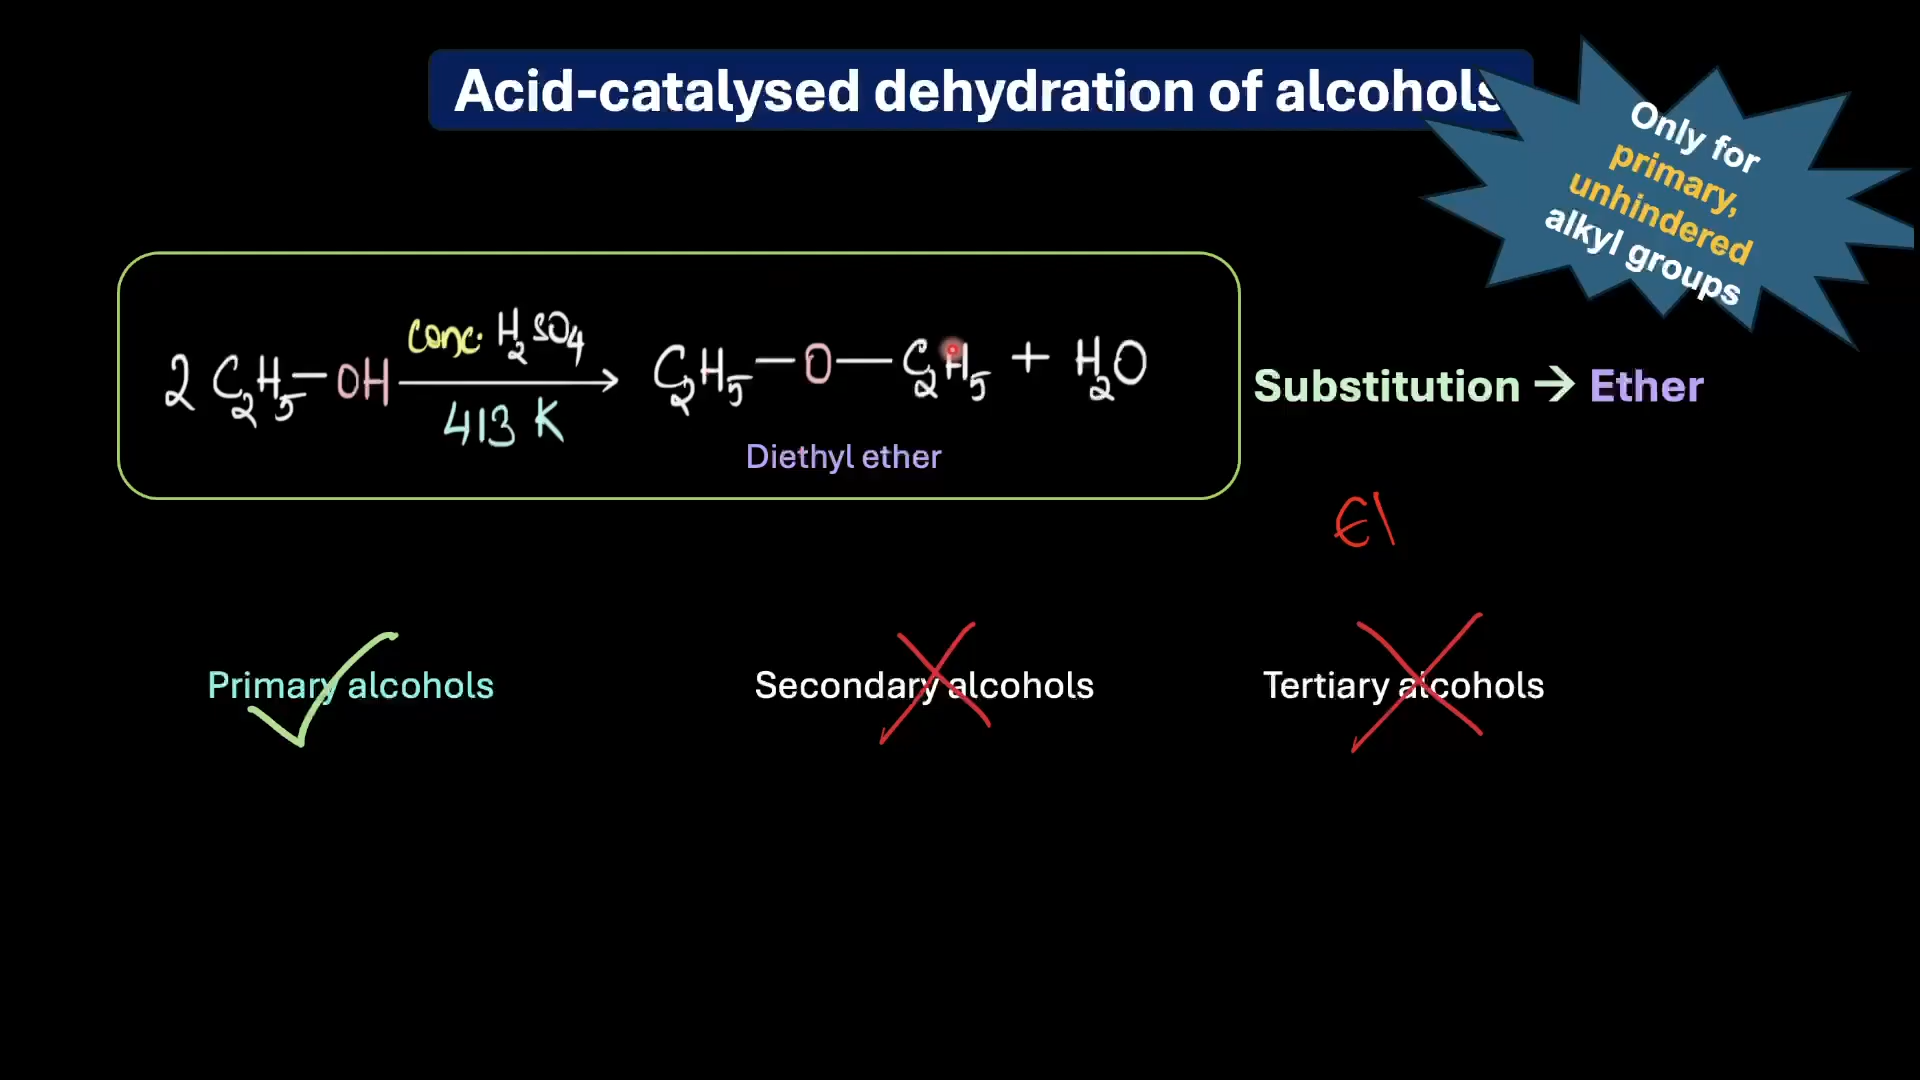 Acid-catalysed dehydration of alcohols
Only for
primary,
unhindered
alkyl groups
2 C₂H₅–OH conc. H₂SO₄ 413 K → C₂H₅–O–C₂H₅ + H₂O
Diethyl ether
Substitution → Ether
El
Primary alcohols
Secondary alcohols
Tertiary alcohols